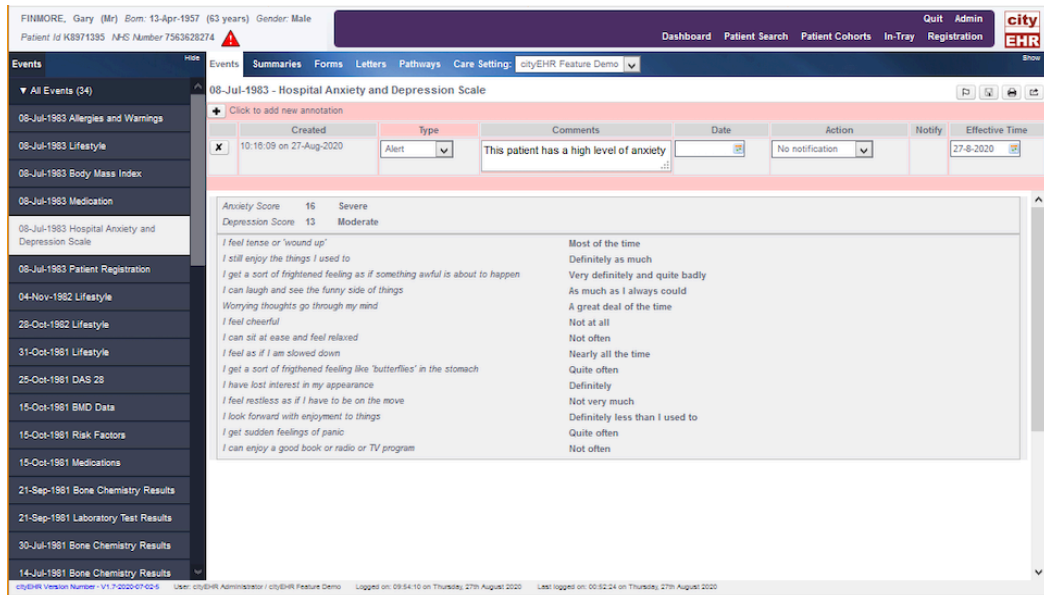 FINMORE, Gary (Mr) Born: 13-Apr-1957 (63 years) Gender: Male
Patient Id K8971395 NHS Number 7563628274
Quit Admin
Dashboard Patient Search Patient Cohorts In-Tray Registration
city
EHR
Events Hide
Events Summaries Forms Letters Pathways Care Setting: cityEHR Feature Demo Show
▼ All Events (34)
08-Jul-1983 Allergies and Warnings
08-Jul-1983 Lifestyle
08-Jul-1983 Body Mass Index
08-Jul-1983 Medication
08-Jul-1983 Hospital Anxiety and
Depression Scale
08-Jul-1983 Patient Registration
04-Nov-1982 Lifestyle
28-Oct-1982 Lifestyle
31-Oct-1981 Lifestyle
25-Oct-1981 DAS 28
15-Oct-1981 BMD Data
15-Oct-1981 Risk Factors
15-Oct-1981 Medications
21-Sep-1981 Bone Chemistry Results
21-Sep-1981 Laboratory Test Results
30-Jul-1981 Bone Chemistry Results
14-Jul-1981 Bone Chemistry Results
08-Jul-1983 - Hospital Anxiety and Depression Scale
+ Click to add new annotation
Created Type Comments Date Action Notify Effective Time
x 10:16:09 on 27-Aug-2020 Alert This patient has a high level of anxiety No notification 27-8-2020
Anxiety Score 16 Severe
Depression Score 13 Moderate
I feel tense or 'wound up' Most of the time
I still enjoy the things I used to Definitely as much
I get a sort of frightened feeling as if something awful is about to happen Very definitely and quite badly
I can laugh and see the funny side of things As much as I always could
Worrying thoughts go through my mind A great deal of the time
I feel cheerful Not at all
I can sit at ease and feel relaxed Not often
I feel as if I am slowed down Nearly all the time
I get a sort of frigthened feeling like 'butterflies' in the stomach Quite often
I have lost interest in my appearance Definitely
I feel restless as if I have to be on the move Not very much
I look forward with enjoyment to things Definitely less than I used to
I get sudden feelings of panic Quite often
I can enjoy a good book or radio or TV program Not often
cityEHR Version Number - V1.7-2020-07-02-5 User: cityEHR Administrator / cityEHR Feature Demo Logged on: 09:54:10 on Thursday, 27th August 2020 Last logged on: 00:52:24 on Thursday, 27th August 2020